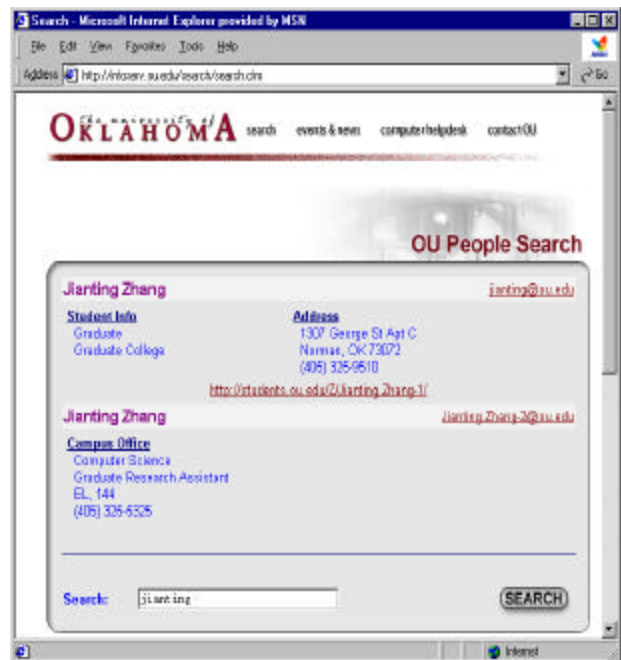 Search - Microsoft Internet Explorer provided by MSN
File Edit View Favorites Tools Help
Address http://infoserv.ou.edu/search/search.cfm Go
The university of
OKLAHOMA search events & news computer helpdesk contact OU
OU People Search
Jianting Zhang jianting@ou.edu
Student Info Address
Graduate 1307 George St Apt C
Graduate College Norman, OK 73072
(405) 325-9510
http://students.ou.edu/Z/Jianting.Zhang-1/
Jianting Zhang Jianting.Zhang-2@ou.edu
Campus Office
Computer Science
Graduate Research Assistant
EL, 144
(405) 325-5325
Search: jianting SEARCH
Internet